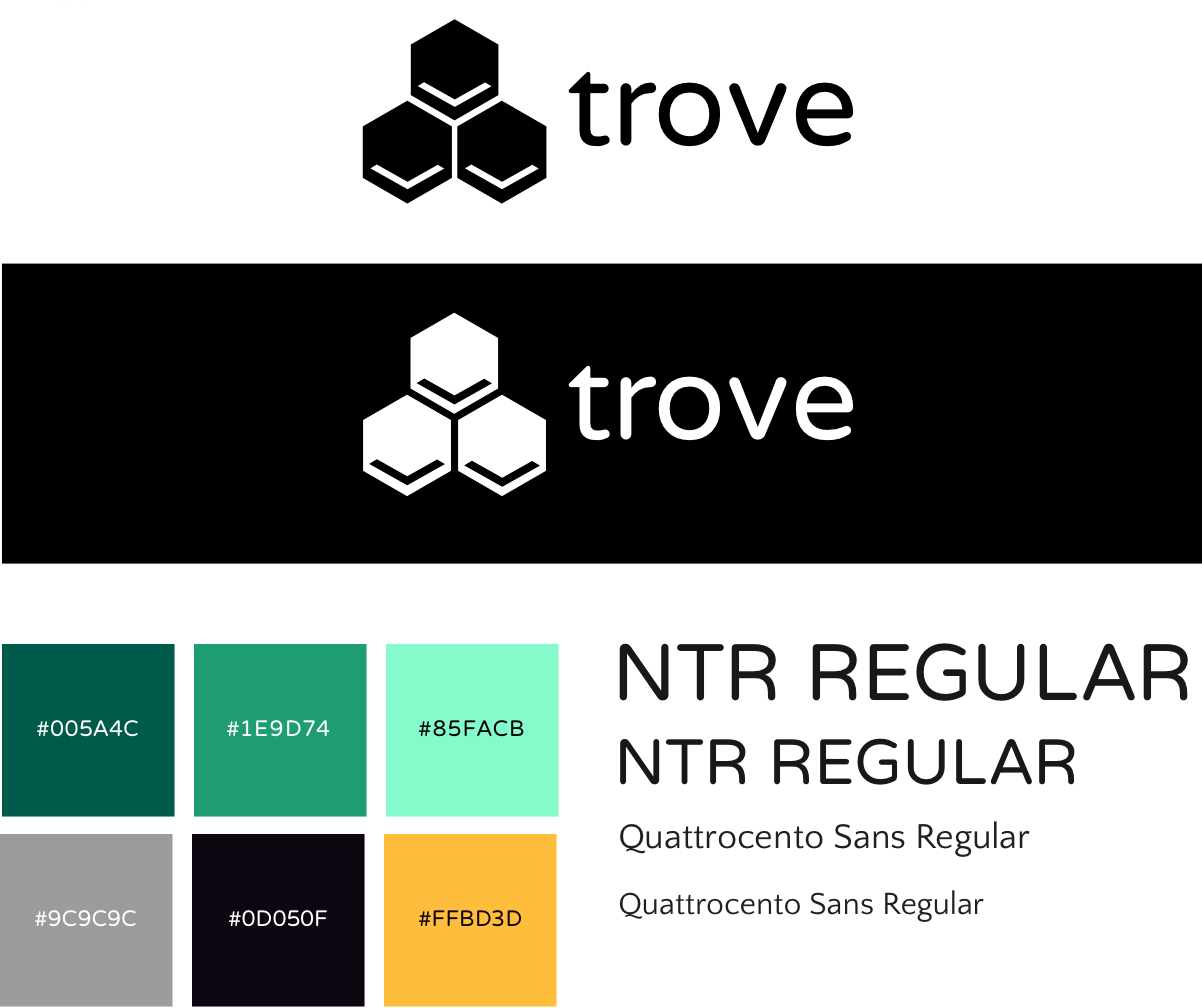 trove
trove
#005A4C
#1E9D74
#85FACB
#9C9C9C
#0D050F
#FFBD3D
NTR REGULAR
NTR REGULAR
Quattrocento Sans Regular
Quattrocento Sans Regular